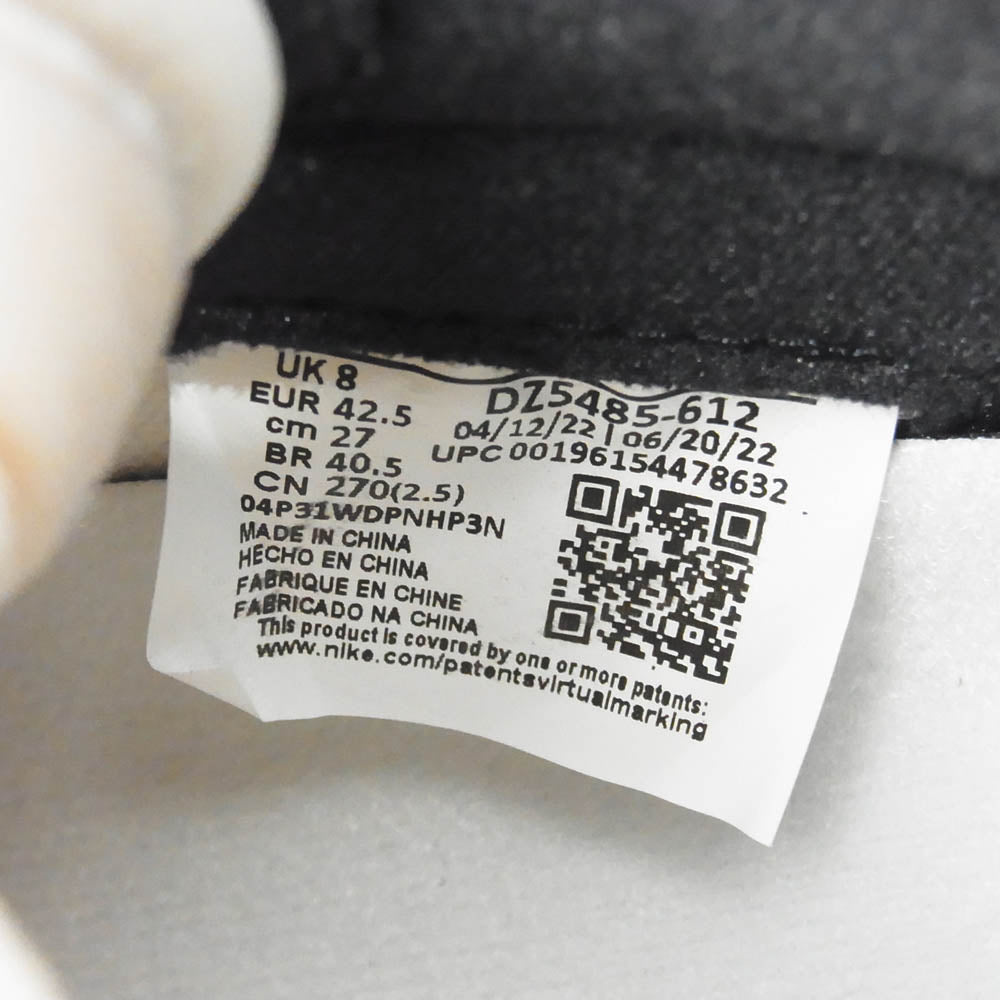 UK 8
EUR 42.5
cm 27
BR 40.5
CN 270(2.5)
04P31WDPNHP3N
MADE IN CHINA
HECHO EN CHINA
FABRIQUE EN CHINE
FABRICADO NA CHINA
This product is covered by one or more patents:
www.nike.com/patentsvirtualmarking
DZ5485-612
04/12/22 | 06/20/22
UPC 00196154478632